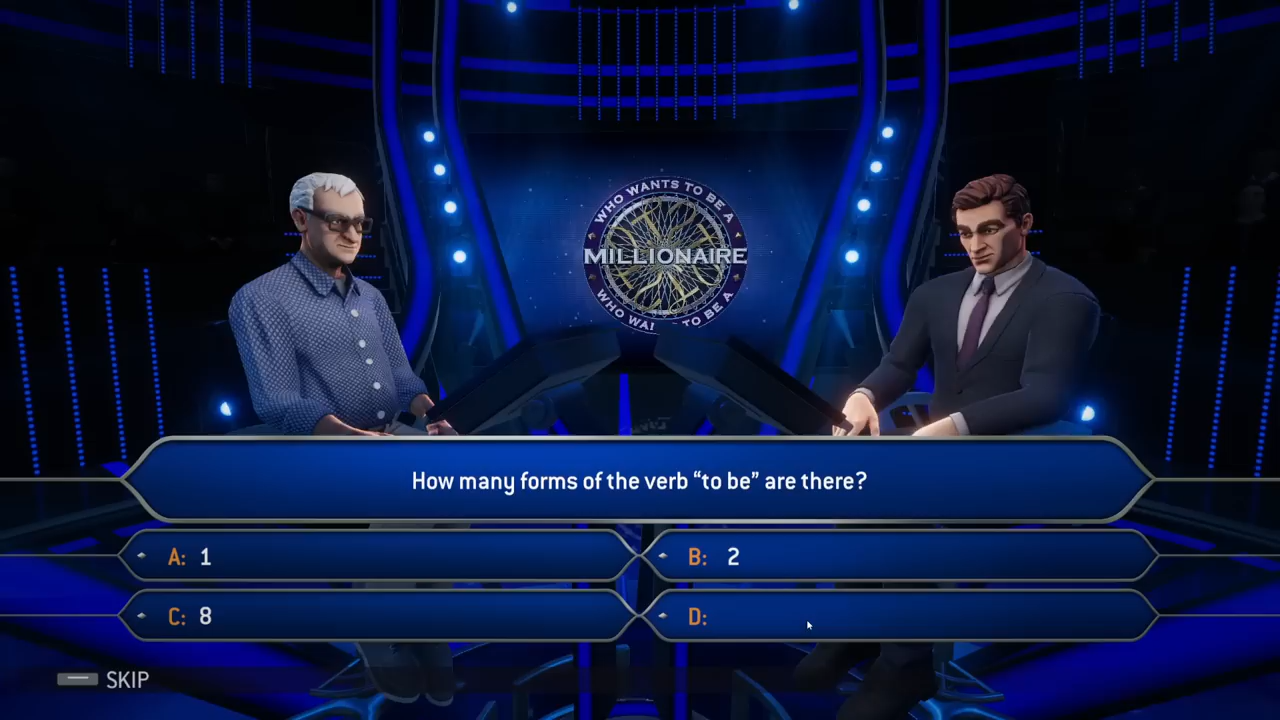 WHO WANTS TO BE A
MILLIONAIRE
WHO WA TO BE A
How many forms of the verb “to be” are there?
A: 1
B: 2
C: 8
D:
SKIP